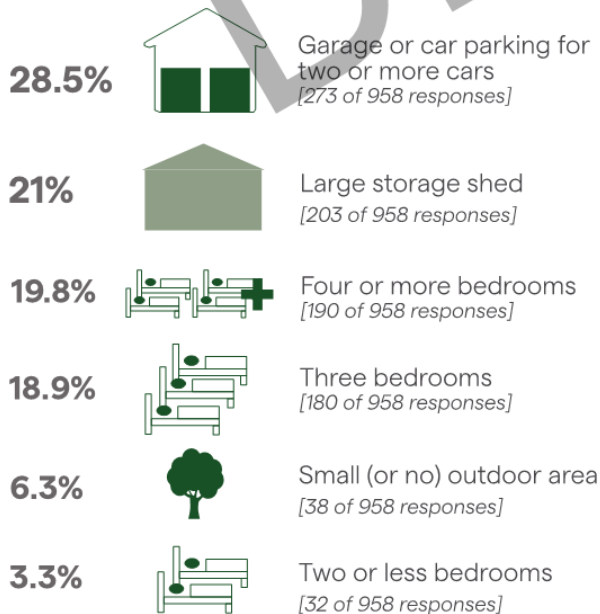 28.5%
Garage or car parking for
two or more cars
[273 of 958 responses]
21%
Large storage shed
[203 of 958 responses]
19.8%
Four or more bedrooms
[190 of 958 responses]
18.9%
Three bedrooms
[180 of 958 responses]
6.3%
Small (or no) outdoor area
[38 of 958 responses]
3.3%
Two or less bedrooms
[32 of 958 responses]